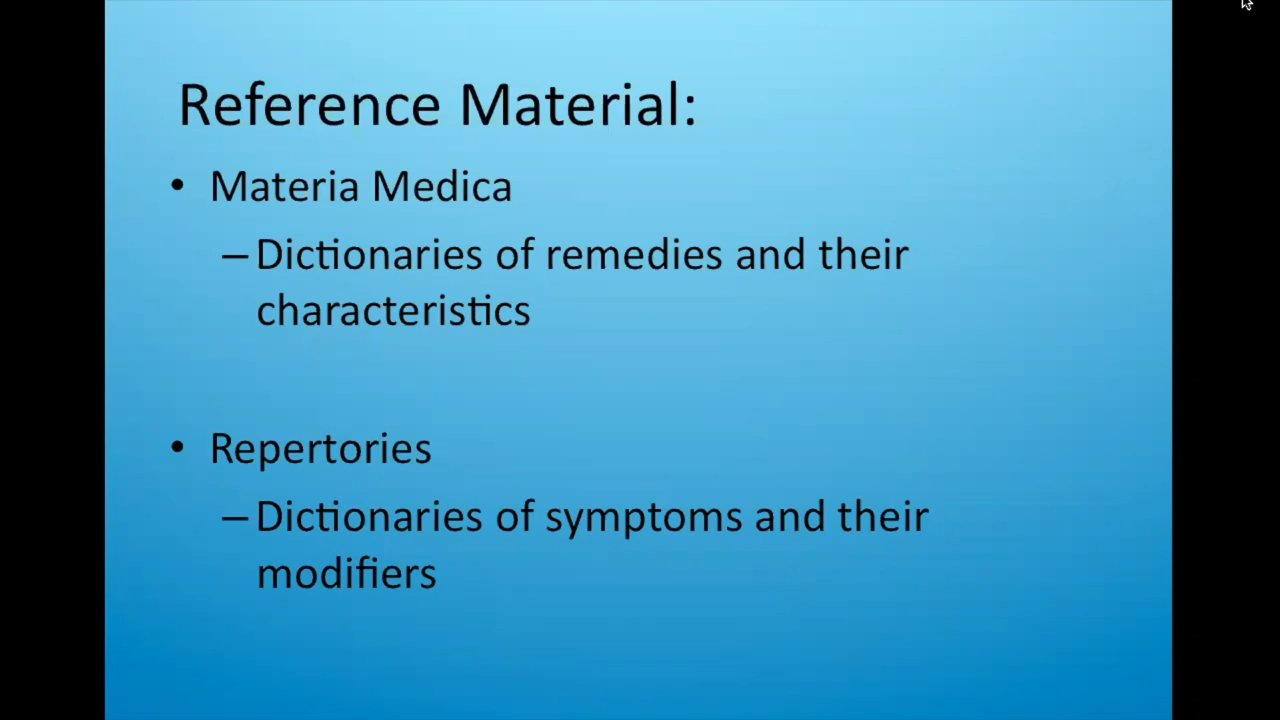 Reference Material:
• Materia Medica
– Dictionaries of remedies and their
characteristics
• Repertories
– Dictionaries of symptoms and their
modifiers